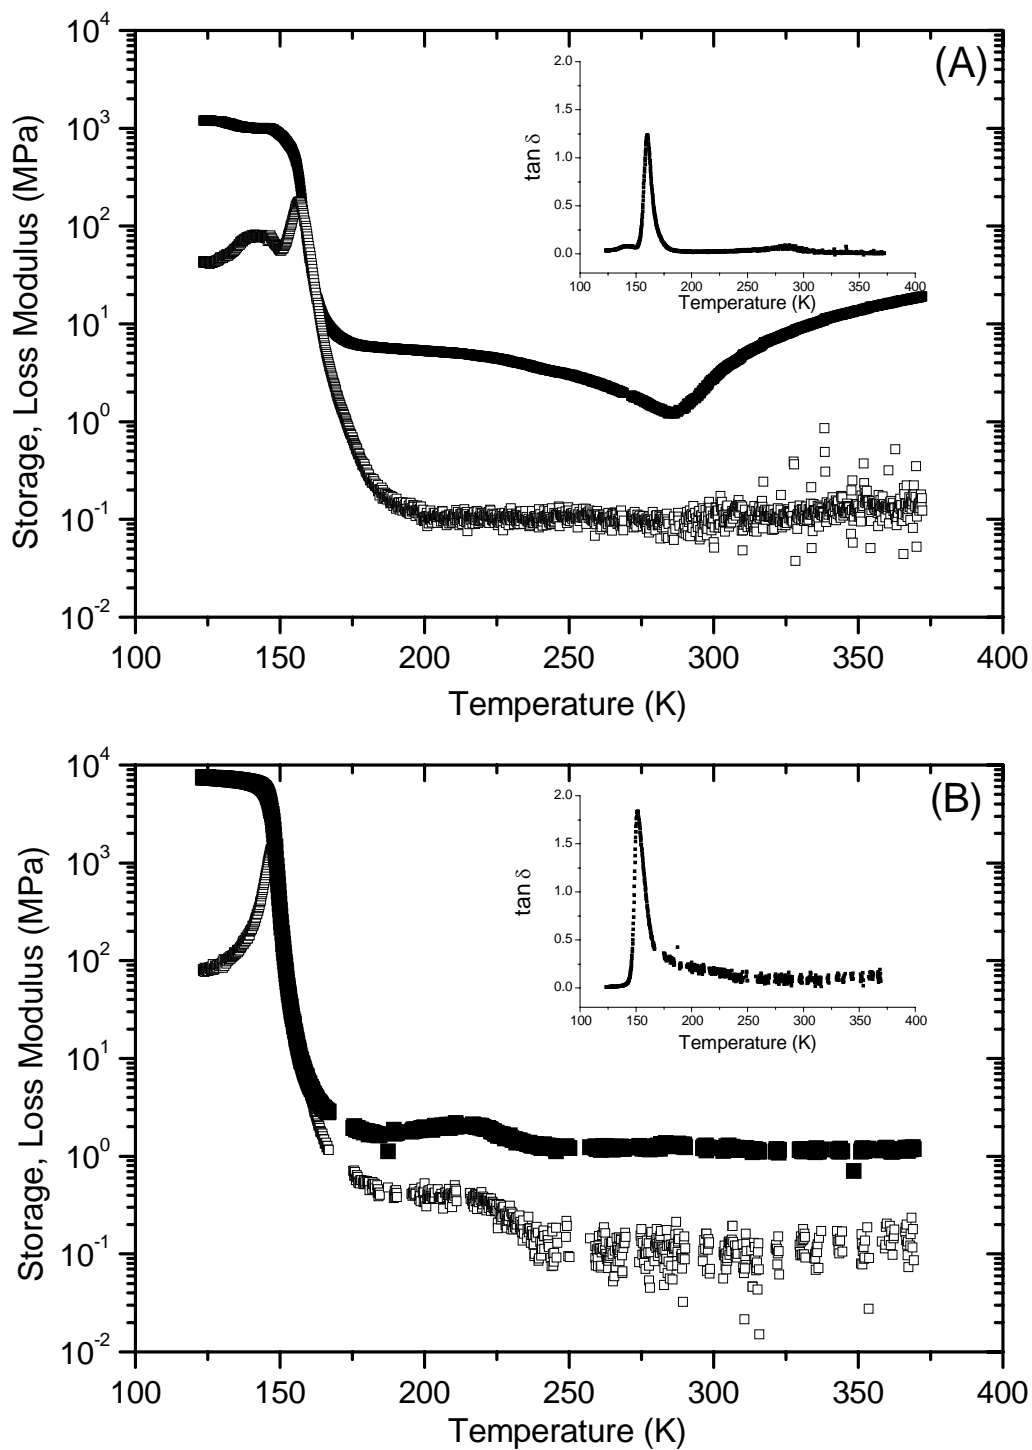 (A)
Storage, Loss Modulus (MPa)
10^4
10^3
10^2
10^1
10^0
10^-1
10^-2
100 150 200 250 300 350 400
Temperature (K)
tan δ
2.0
1.5
1.0
0.5
0.0
100 150 200 250 300 350 400
Temperature (K)
(B)
Storage, Loss Modulus (MPa)
10^4
10^3
10^2
10^1
10^0
10^-1
10^-2
100 150 200 250 300 350 400
Temperature (K)
tan δ
2.0
1.5
1.0
0.5
0.0
100 150 200 250 300 350 400
Temperature (K)